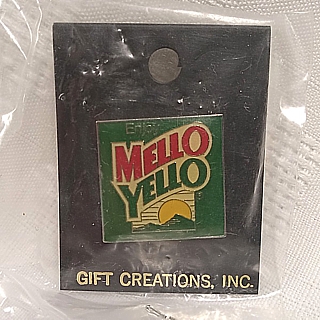 Enjoy
MELLO
YELLO
GIFT CREATIONS, INC.